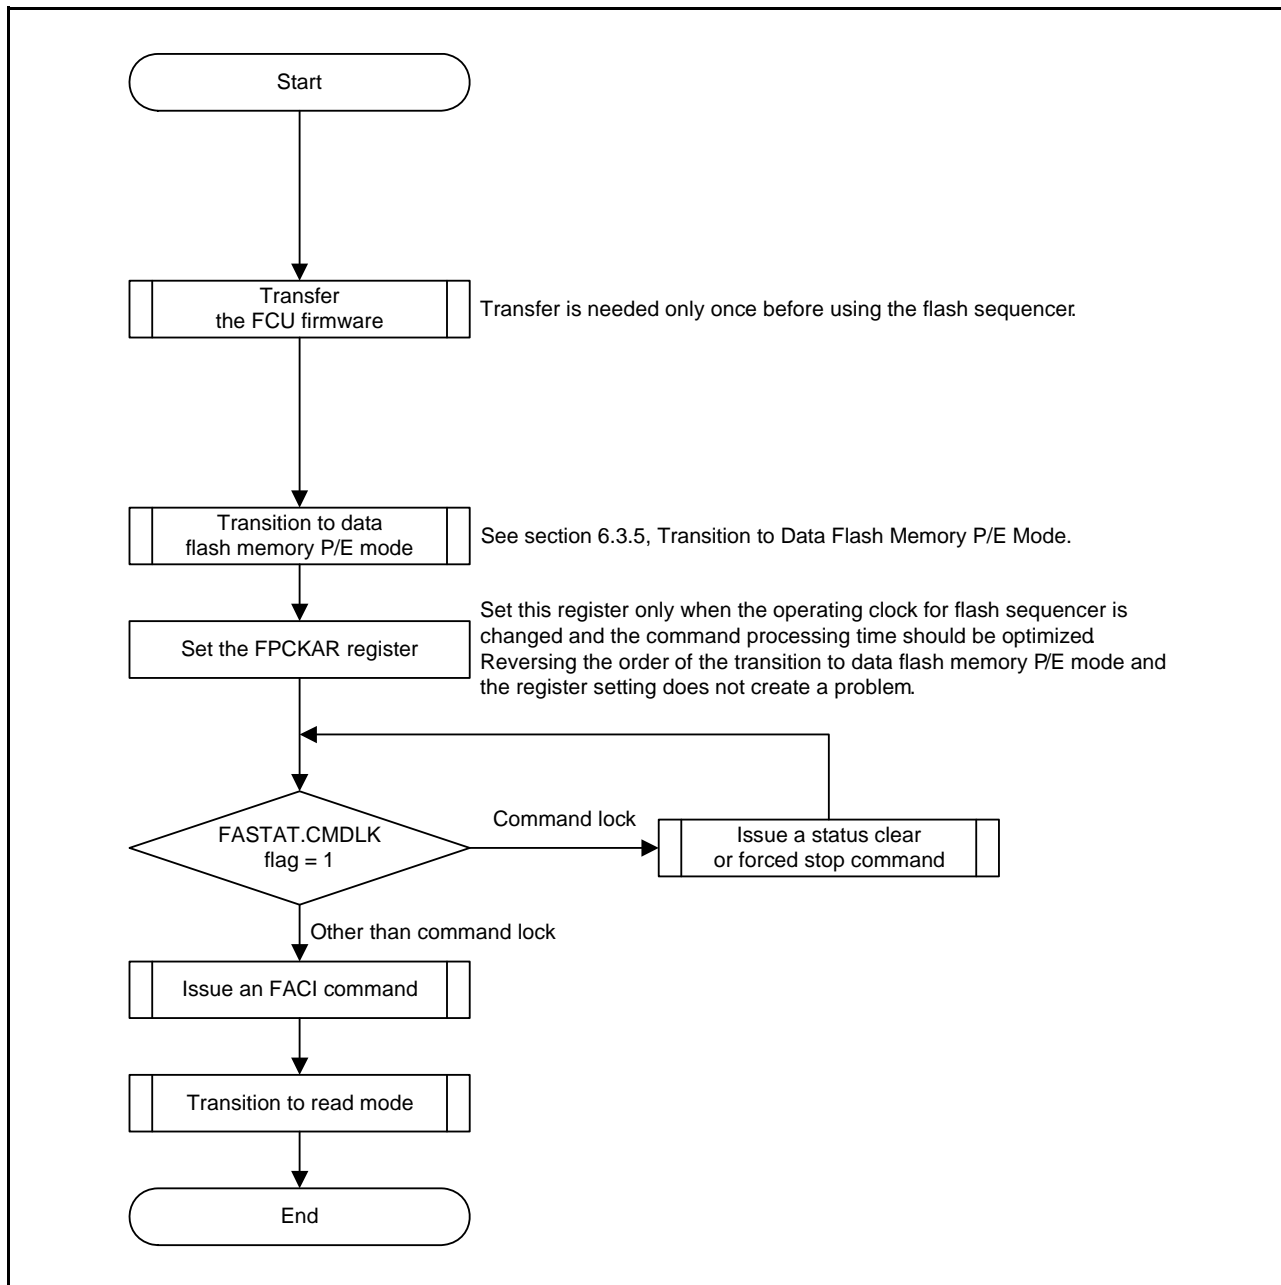 Start
Transfer
the FCU firmware
Transfer is needed only once before using the flash sequencer.
Transition to data
flash memory P/E mode
See section 6.3.5, Transition to Data Flash Memory P/E Mode.
Set the FPCKAR register
Set this register only when the operating clock for flash sequencer is
changed and the command processing time should be optimized.
Reversing the order of the transition to data flash memory P/E mode and
the register setting does not create a problem.
FASTAT.CMDLK
flag = 1
Command lock
Issue a status clear
or forced stop command
Other than command lock
Issue an FACI command
Transition to read mode
End